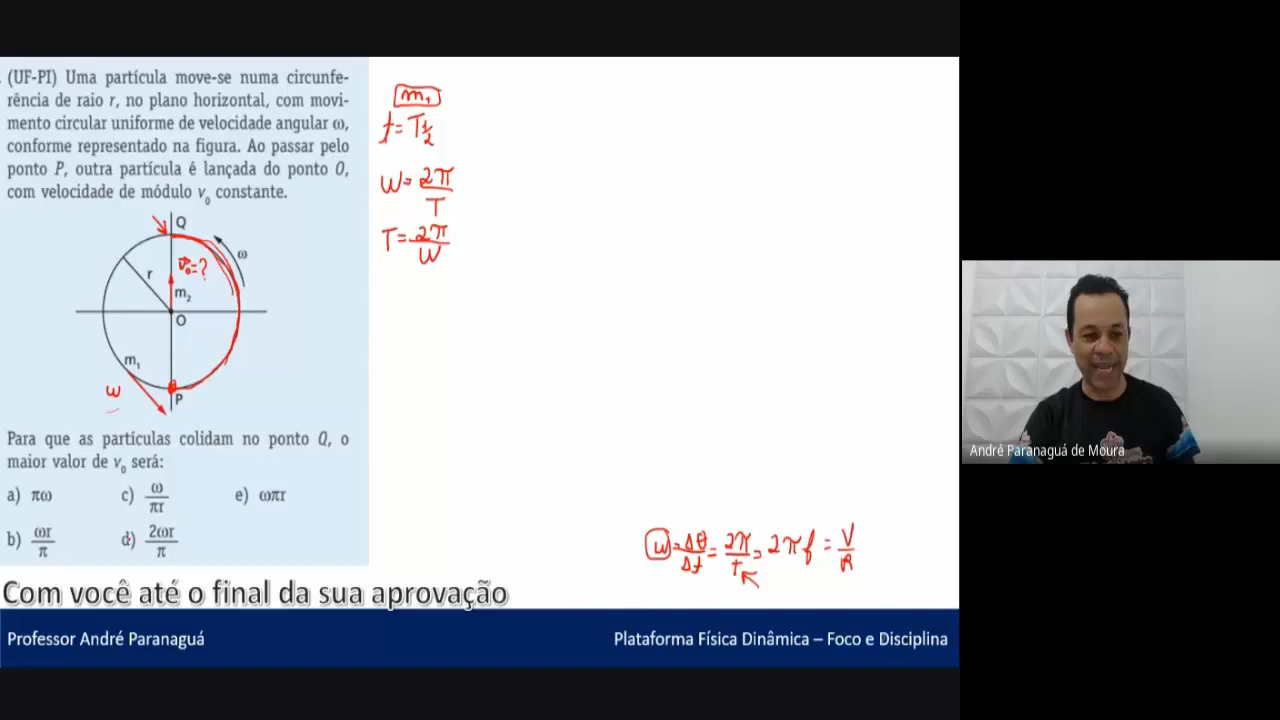 . (UF-PI) Uma partícula move-se numa circunfe-
rência de raio r, no plano horizontal, com movi-
mento circular uniforme de velocidade angular ω,
conforme representado na figura. Ao passar pelo
ponto P, outra partícula é lançada do ponto O,
com velocidade de módulo v₀ constante.
Q
ω
v₀=?
r
m₂
O
m₁
w
P
Para que as partículas colidam no ponto Q, o
maior valor de v₀ será:
a) πω
c) ω/πr
e) ωπr
b) ωr/π
d) 2ωr/π
m₁
t=T1/2
W=2π/T
T=2π/W
w=Δθ/Δt=2π/T=2πf=V/R
André Paranaguá de Moura
Com você até o final da sua aprovação
Professor André Paranaguá
Plataforma Física Dinâmica – Foco e Disciplina